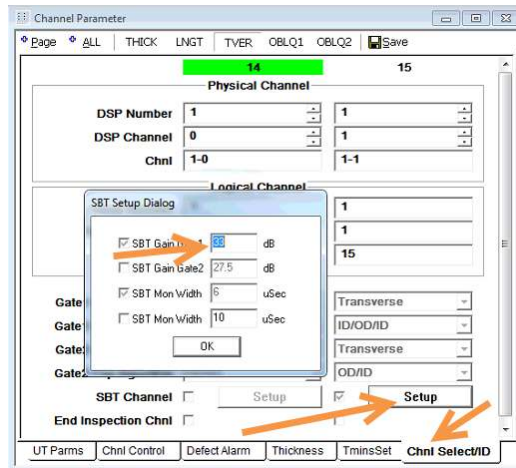 Channel Parameter
Page ALL THICK LNGT TVER OBLQ1 OBLQ2 Save
14 15
Physical Channel
DSP Number 1 1
DSP Channel 0 1
Chnl 1-0 1-1
Logical Channel
1
SBT Setup Dialog
1
SBT Gain 33 dB
15
SBT Gain Gate2 27.5 dB
SBT Mon Width 6 uSec
Gate Transverse
SBT Mon Width 10 uSec
Gate ID/OD/ID
OK
Gate Transverse
Gate2 OD/ID
SBT Channel Setup Setup
End Inspection Chnl
UT Parms Chnl Control Defect Alarm Thickness TminsSet Chnl Select/ID